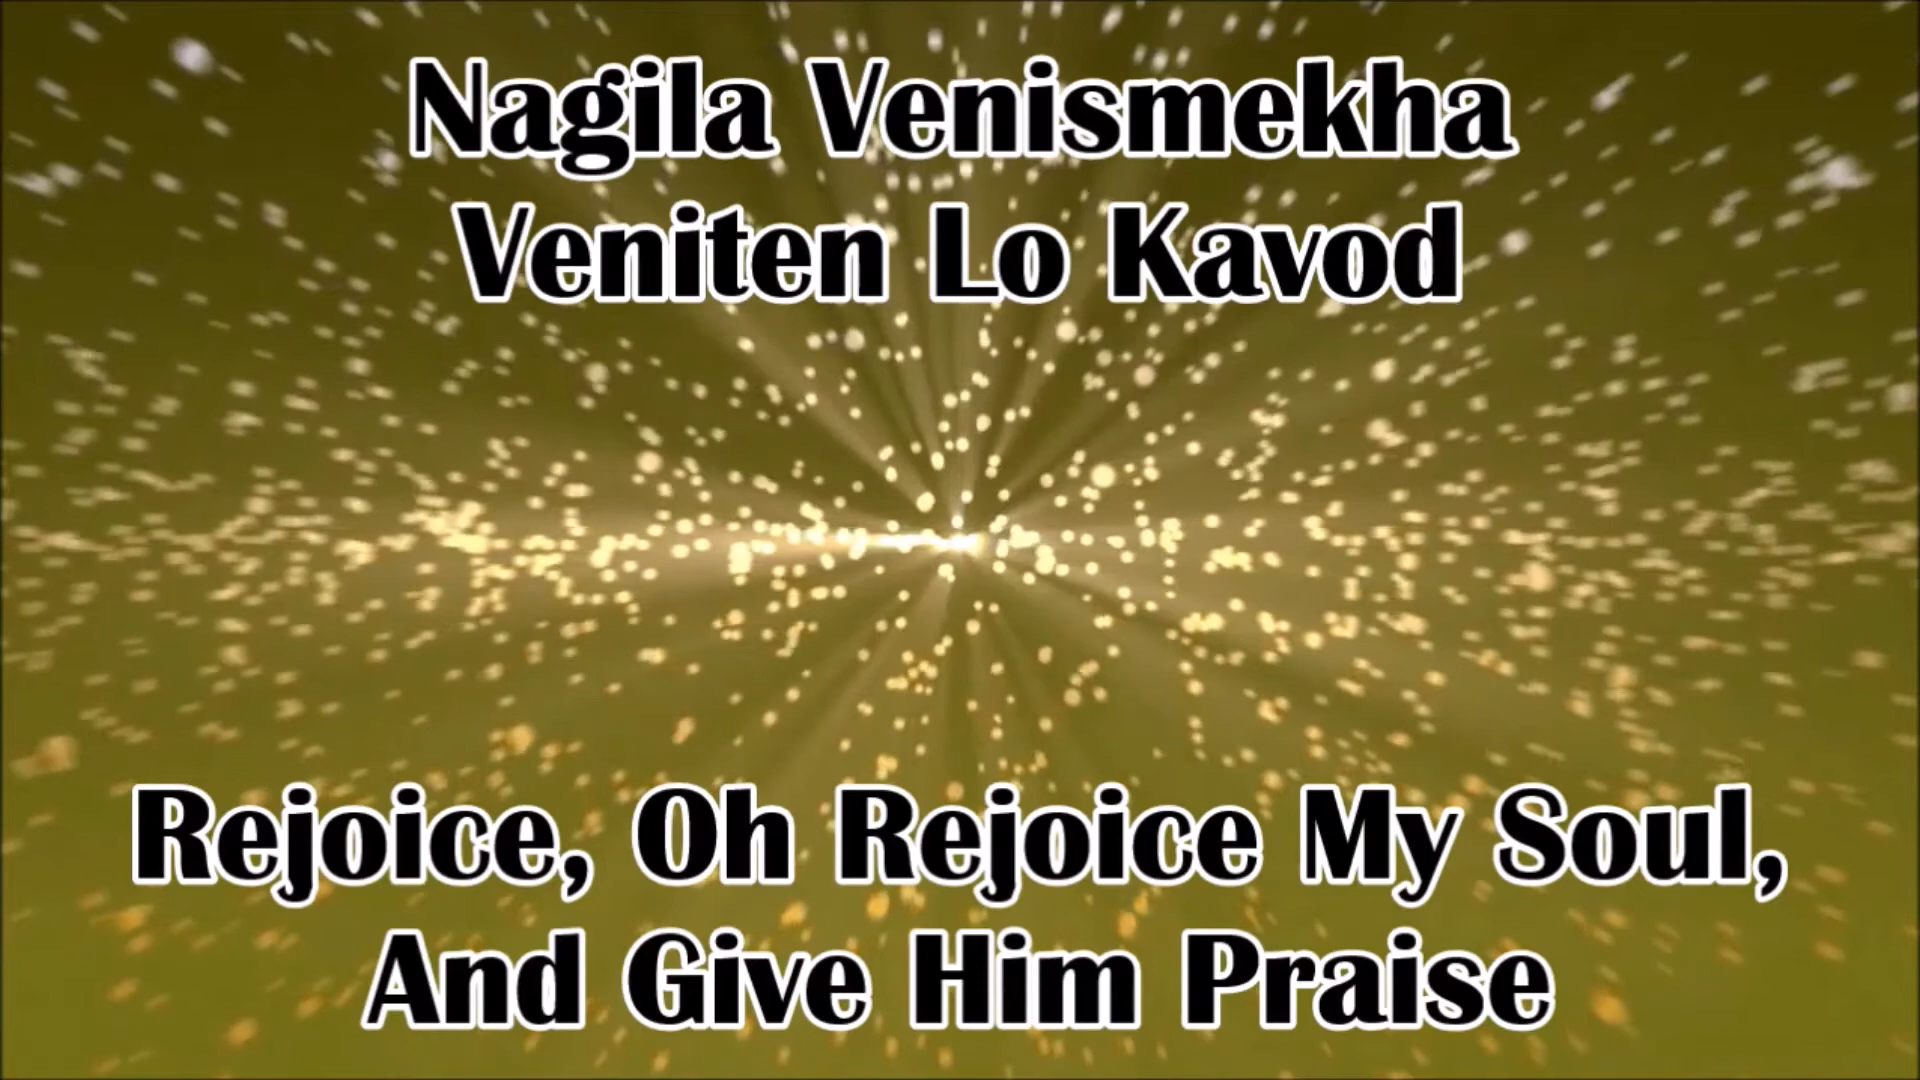 Nagila Venismekha
Veniten Lo Kavod
Rejoice, Oh Rejoice My Soul,
And Give Him Praise